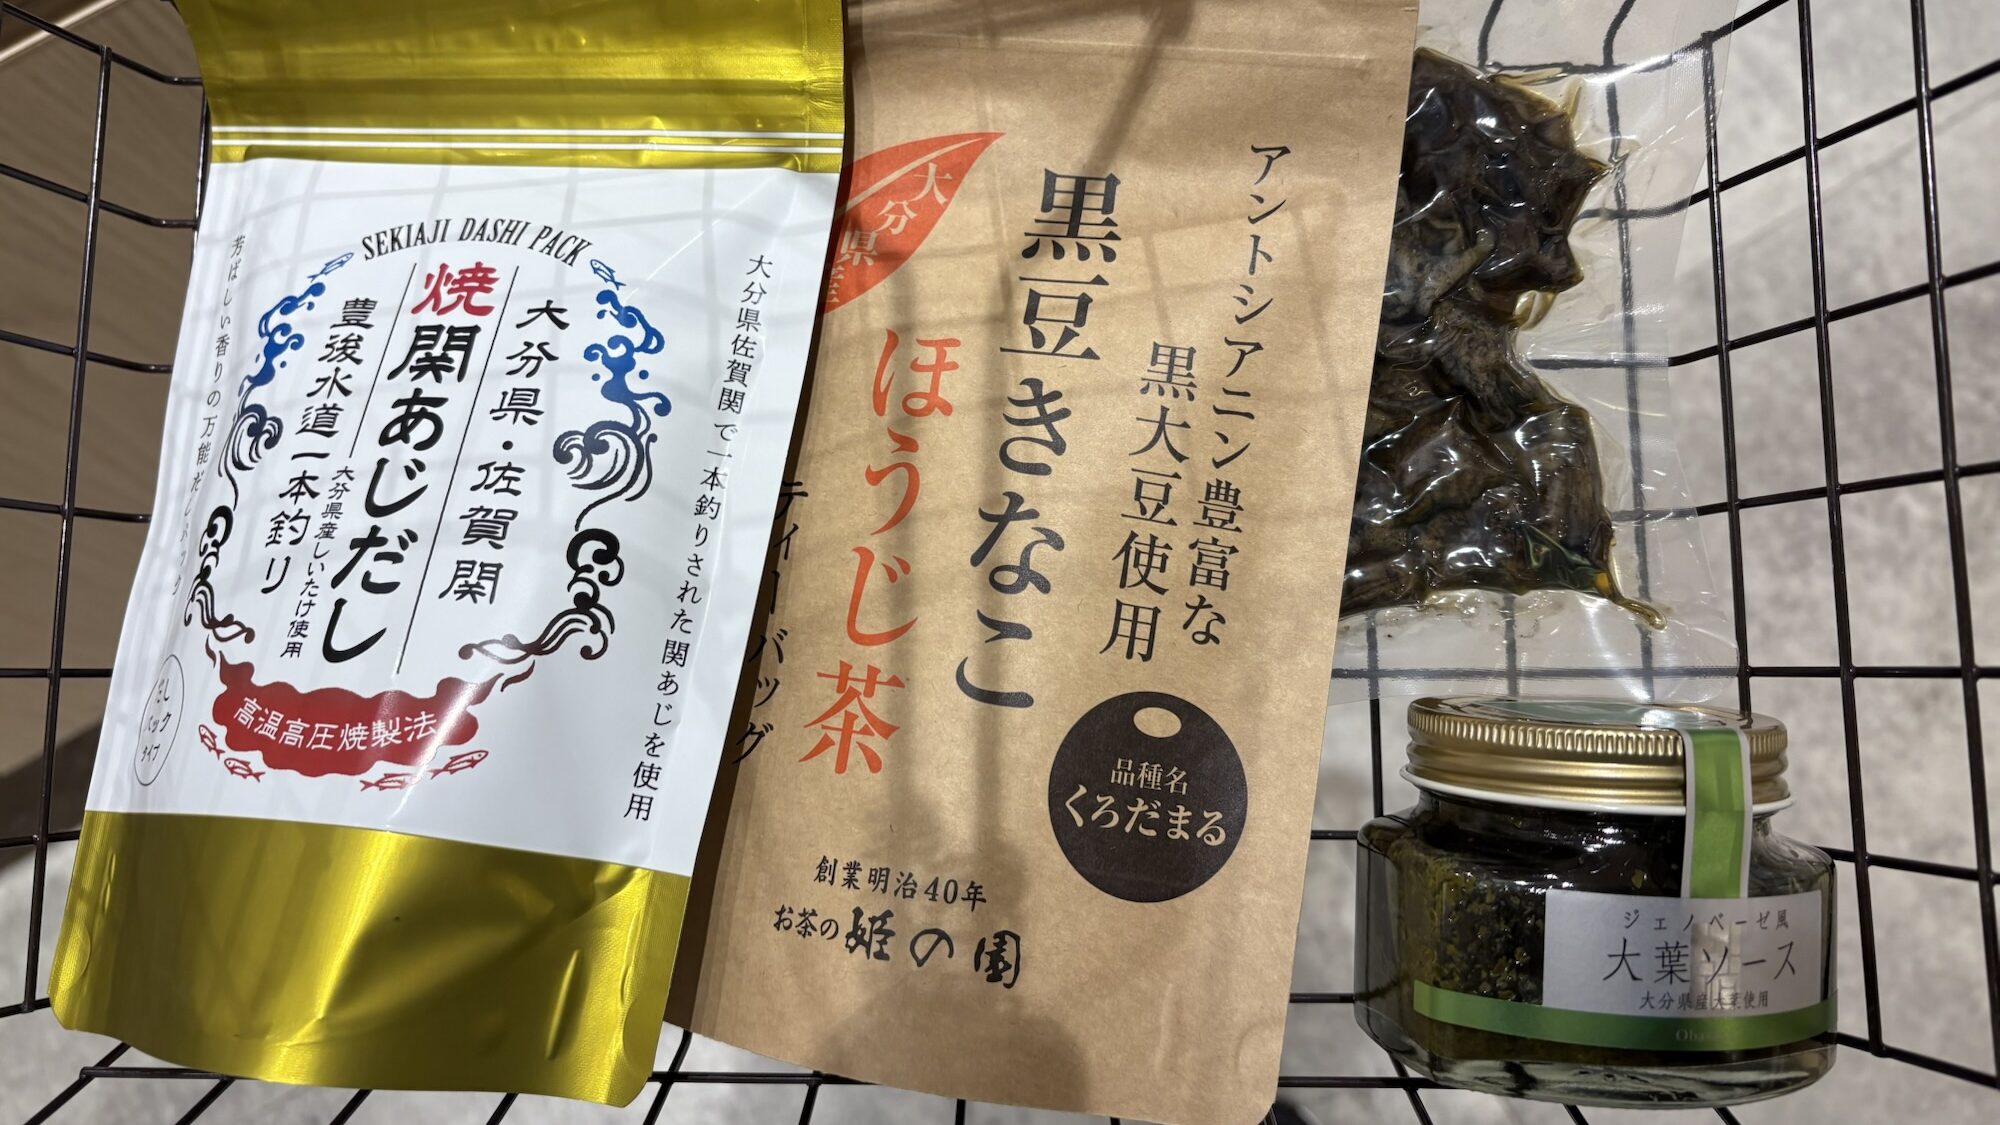 SEKIAJI DASHI PACK
大分県佐賀関で一本釣りされた関あじを使用
大分県・佐賀関
焼関あじだし
大分県産しいたけ使用
豊後水道一本釣り
芳ばしい香りの万能だしパック
高温高圧焼製法
だし
パック
タイプ
大分県産
アントシアニン豊富な
黒大豆使用
黒豆きなこ
ほうじ茶
ティーバッグ
品種名
くろだまる
創業明治40年
お茶の 姫の園
ジェノベーゼ風
大葉ソース
大分県産大葉使用